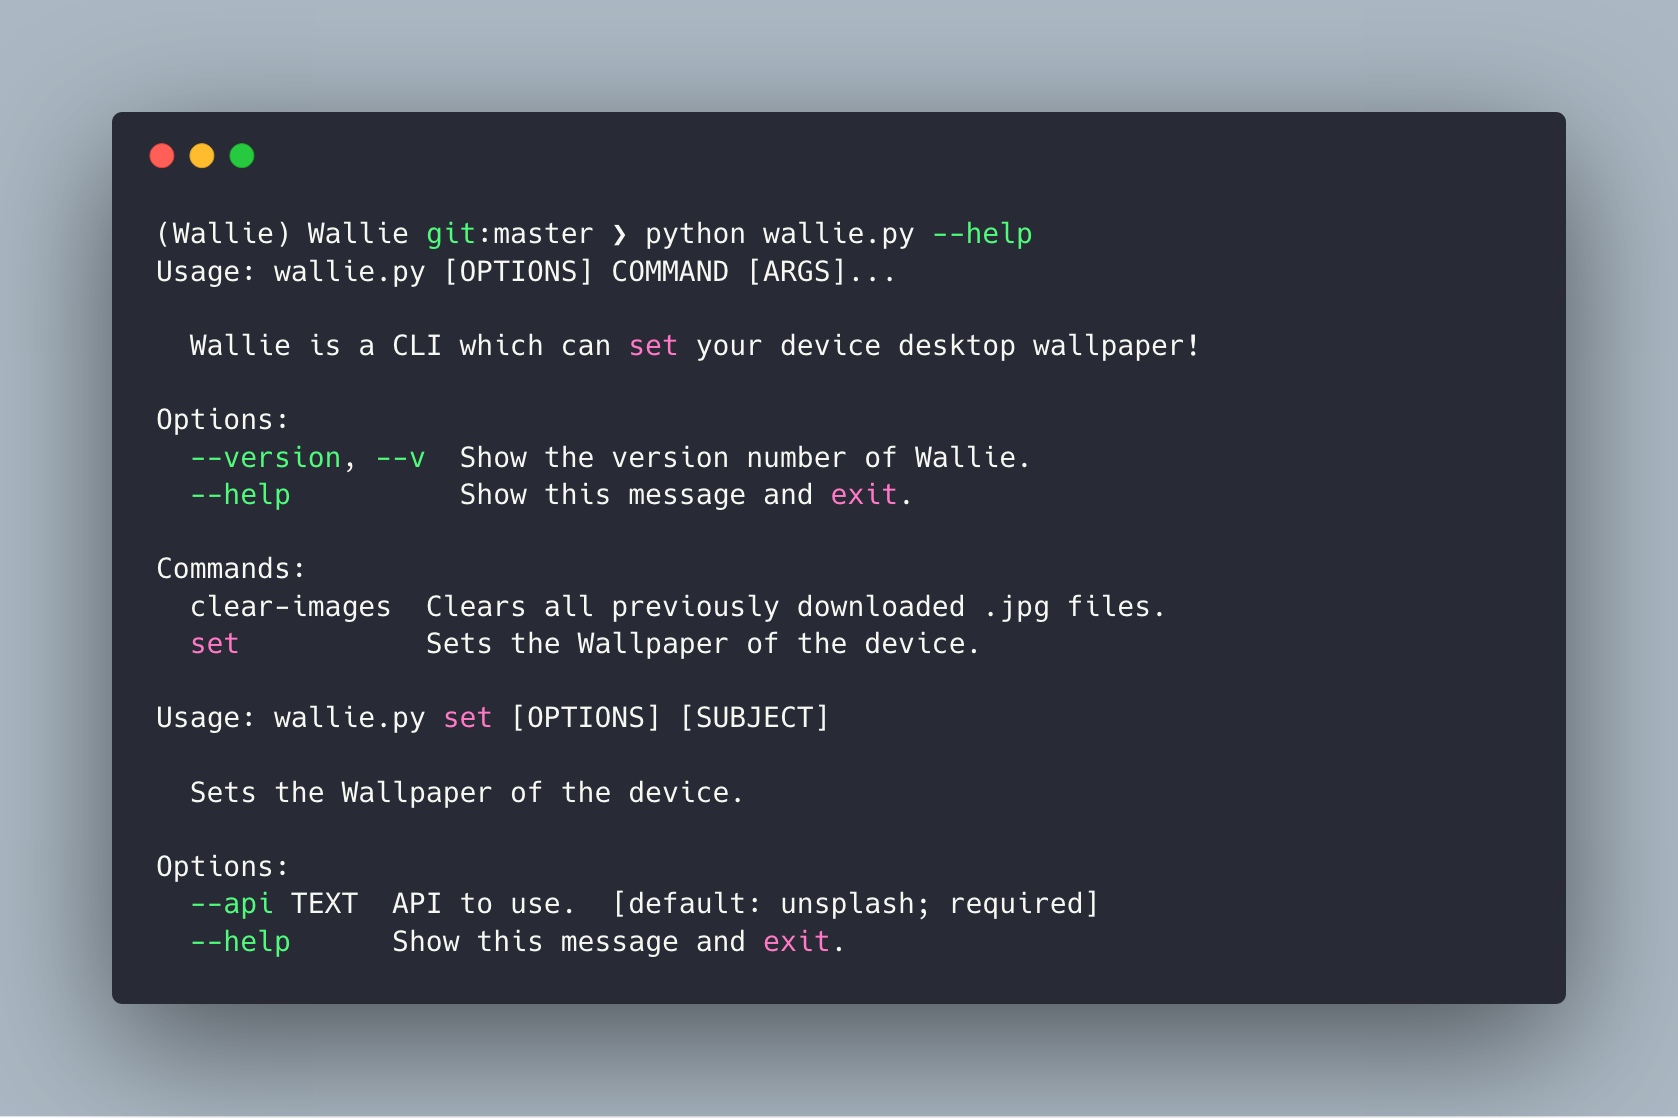 (Wallie) Wallie git:master ❯ python wallie.py --help
Usage: wallie.py [OPTIONS] COMMAND [ARGS]...
Wallie is a CLI which can set your device desktop wallpaper!
Options:
--version, --v  Show the version number of Wallie.
--help          Show this message and exit.
Commands:
clear-images  Clears all previously downloaded .jpg files.
set           Sets the Wallpaper of the device.
Usage: wallie.py set [OPTIONS] [SUBJECT]
Sets the Wallpaper of the device.
Options:
--api TEXT  API to use.  [default: unsplash; required]
--help      Show this message and exit.